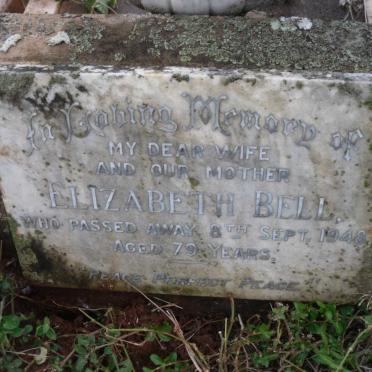 In Loving Memory of
MY DEAR WIFE
AND OUR MOTHER
ELIZABETH BELL,
WHO PASSED AWAY 8TH SEPT. 1948
AGED 79 YEARS.
PEACE PERFECT PEACE